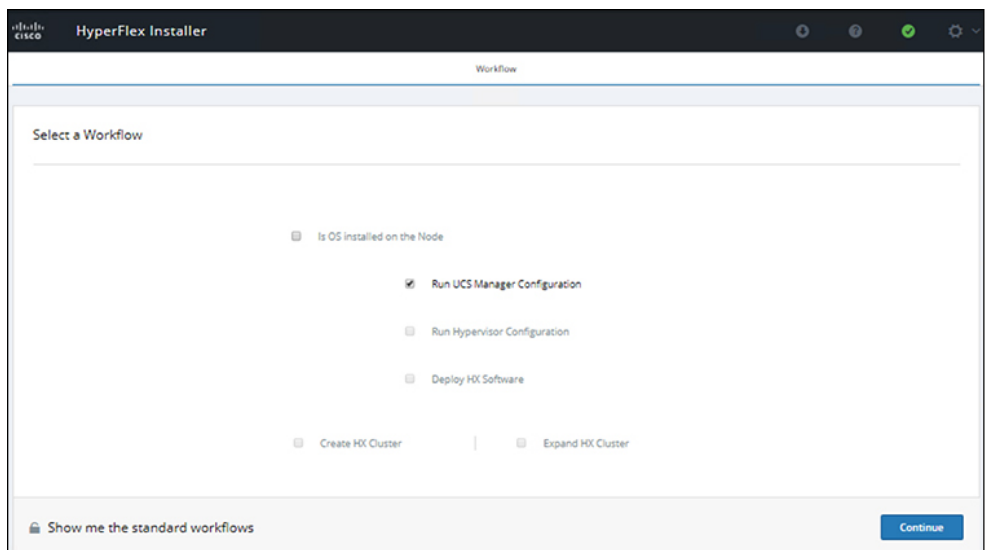 cisco HyperFlex Installer
Workflow
Select a Workflow
Is OS installed on the Node
Run UCS Manager Configuration
Run Hypervisor Configuration
Deploy HX Software
Create HX Cluster | Expand HX Cluster
Show me the standard workflows Continue